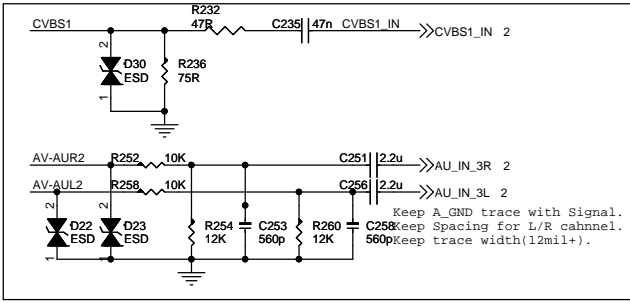 R232
CVBS1 47R C235 47n CVBS1_IN CVBS1_IN 2
2
D30 R236
ESD 75R
1
AV-AUR2 R252 10K C251 2.2u AU_IN_3R 2
AV-AUL2 R258 10K C256 2.2u AU_IN_3L 2
Keep A_GND trace with Signal.
2 2 D22 D23 R254 C253 R260 C258 Keep Spacing for L/R cahnnel.
ESD ESD 12K 560p 12K 560p Keep trace width(12mil+).
1 1